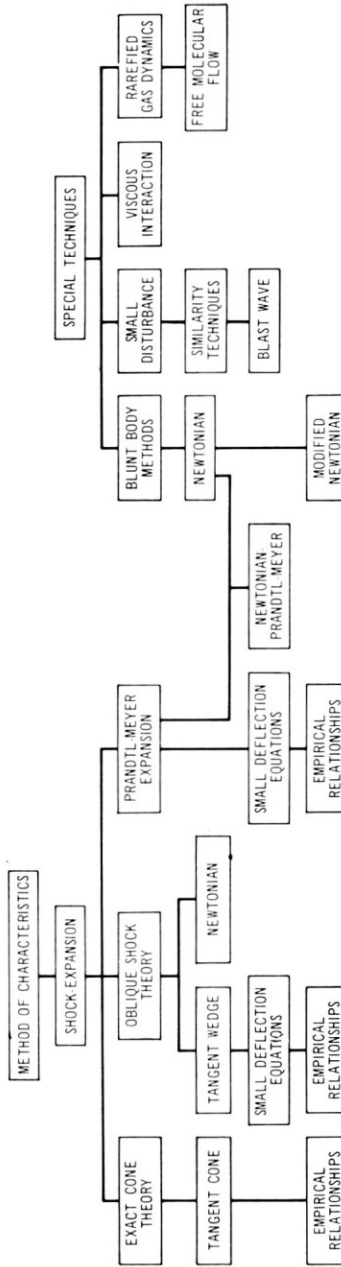 METHOD OF CHARACTERISTICS
SHOCK-EXPANSION
EXACT CONE
THEORY
TANGENT CONE
EMPIRICAL
RELATIONSHIPS
OBLIQUE SHOCK
THEORY
TANGENT WEDGE
SMALL DEFLECTION
EQUATIONS
EMPIRICAL
RELATIONSHIPS
NEWTONIAN
PRANDTL-MEYER
EXPANSION
SMALL DEFLECTION
EQUATIONS
EMPIRICAL
RELATIONSHIPS
NEWTONIAN-
PRANDTL-MEYER
SPECIAL TECHNIQUES
BLUNT BODY
METHODS
NEWTONIAN
MODIFIED
NEWTONIAN
SMALL
DISTURBANCE
SIMILARITY
TECHNIQUES
BLAST WAVE
VISCOUS
INTERACTION
RAREFIED
GAS DYNAMICS
FREE MOLECULAR
FLOW